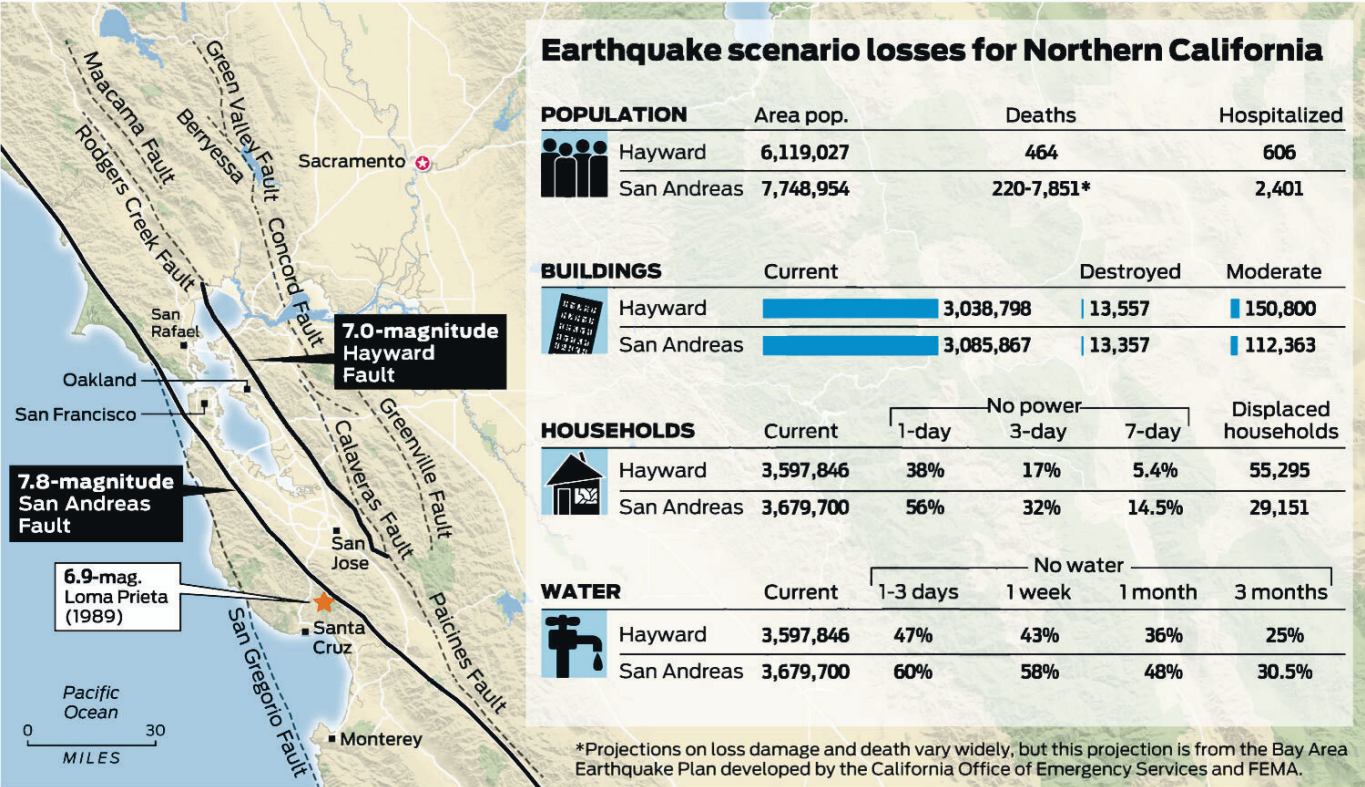 Maacama Fault
Rodgers Creek Fault
Green Valley Fault
Berryessa
Concord Fault
Sacramento
San
Rafael
Oakland
San Francisco
7.0-magnitude
Hayward
Fault
Calaveras Fault
Greenville Fault
7.8-magnitude
San Andreas
Fault
San
Jose
6.9-mag.
Loma Prieta
(1989)
Santa
Cruz
Paicines Fault
San Gregorio Fault
Pacific
Ocean
0 30
MILES
Monterey
Earthquake scenario losses for Northern California
POPULATION Area pop. Deaths Hospitalized
Hayward 6,119,027 464 606
San Andreas 7,748,954 220-7,851* 2,401
BUILDINGS Current Destroyed Moderate
Hayward 3,038,798 13,557 150,800
San Andreas 3,085,867 13,357 112,363
No power
Displaced
HOUSEHOLDS Current 1-day 3-day 7-day households
Hayward 3,597,846 38% 17% 5.4% 55,295
San Andreas 3,679,700 56% 32% 14.5% 29,151
No water
WATER Current 1-3 days 1 week 1 month 3 months
Hayward 3,597,846 47% 43% 36% 25%
San Andreas 3,679,700 60% 58% 48% 30.5%
*Projections on loss damage and death vary widely, but this projection is from the Bay Area
Earthquake Plan developed by the California Office of Emergency Services and FEMA.